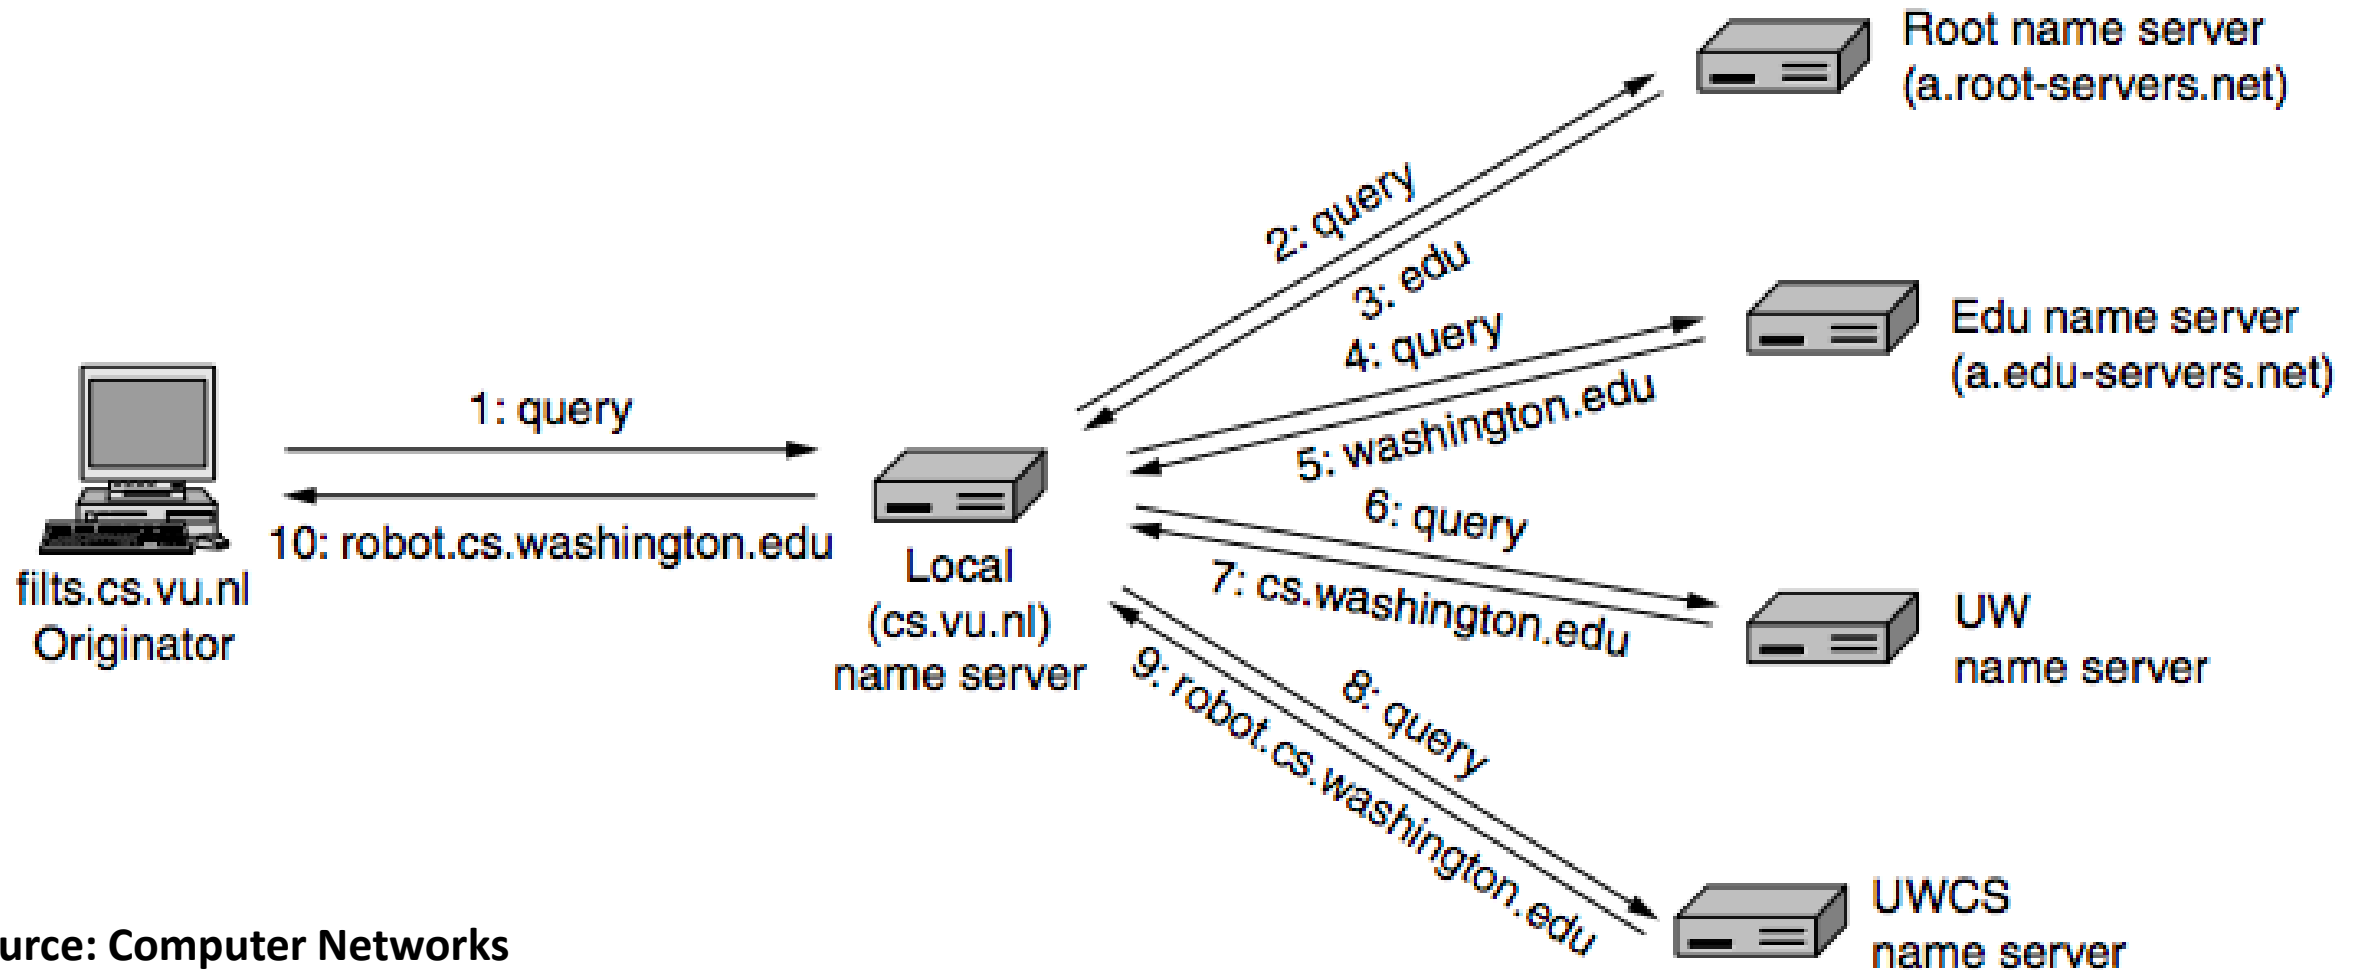 Root name server
(a.root-servers.net)
2: query
3: edu
Edu name server
(a.edu-servers.net)
4: query
5: washington.edu
1: query
10: robot.cs.washington.edu
filts.cs.vu.nl
Originator
Local
(cs.vu.nl)
name server
6: query
7: cs.washington.edu
UW
name server
8: query
9: robot.cs.washington.edu
UWCS
name server
urce: Computer Networks